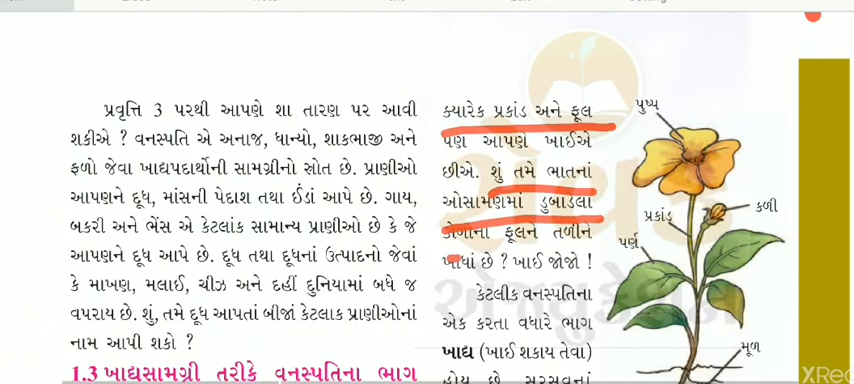 પ્રવૃત્તિ 3 પરથી આપણે શા તારણ પર આવી
શકીએ ? વનસ્પતિ એ અનાજ, ધાન્યો, શાકભાજી અને
ફળો જેવા ખાદ્યપદાર્થોની સામગ્રીનો સ્રોત છે. પ્રાણીઓ
આપણને દૂધ, માંસની પેદાશ તથા ઈંડાં આપે છે. ગાય,
બકરી અને ભેંસ એ કેટલાંક સામાન્ય પ્રાણીઓ છે કે જે
આપણને દૂધ આપે છે. દૂધ તથા દૂધનાં ઉત્પાદનો જેવાં
કે માખણ, મલાઈ, ચીઝ અને દહીં દુનિયામાં બધે જ
વપરાય છે. શું, તમે દૂધ આપતાં બીજાં કેટલાક પ્રાણીઓનાં
નામ આપી શકો ?
1.3 ખાદ્યસામગ્રી તરીકે વનસ્પતિના ભાગ
ક્યારેક પ્રકાંડ અને ફૂલ
પણ આપણે ખાઈએ
છીએ. શું તમે ભાતનાં
ઓસામણમાં ડુબાડેલા
કોળાના ફૂલને તળીને
ખાધાં છે ? ખાઈ જોજો !
કેટલીક વનસ્પતિના
એક કરતા વધારે ભાગ
ખાદ્ય (ખાઈ શકાય તેવા)
હોય છે. સરસવનાં
પુષ્પ
કળી
પ્રકાંડ
પર્ણ
મૂળ
એજ્યુકેશન